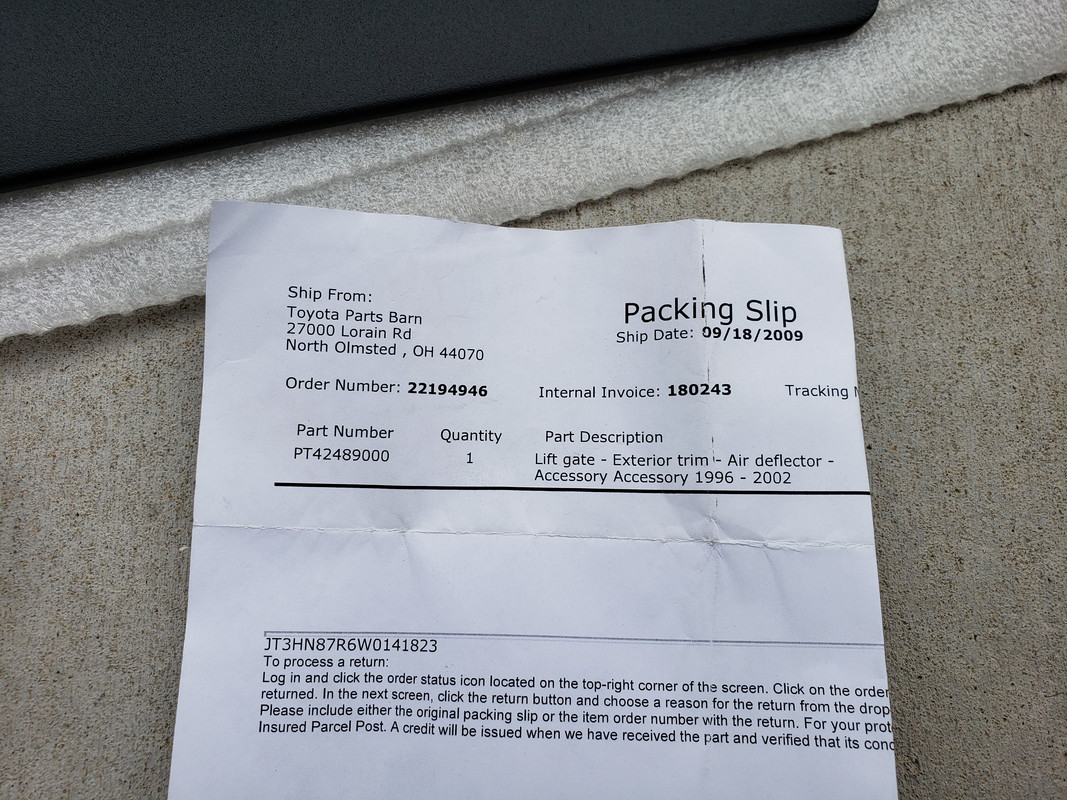 Ship From:
Toyota Parts Barn
27000 Lorain Rd
North Olmsted , OH 44070
Packing Slip
Ship Date: 09/18/2009
Order Number: 22194946 Internal Invoice: 180243 Tracking
Part Number Quantity Part Description
PT42489000 1 Lift gate - Exterior trim - Air deflector -
Accessory Accessory 1996 - 2002
JT3HN87R6W0141823
To process a return:
Log in and click the order status icon located on the top-right corner of the screen. Click on the order
returned. In the next screen, click the return button and choose a reason for the return from the drop
Please include either the original packing slip or the item order number with the return. For your
Insured Parcel Post. A credit will be issued when we have received the part and verified that its